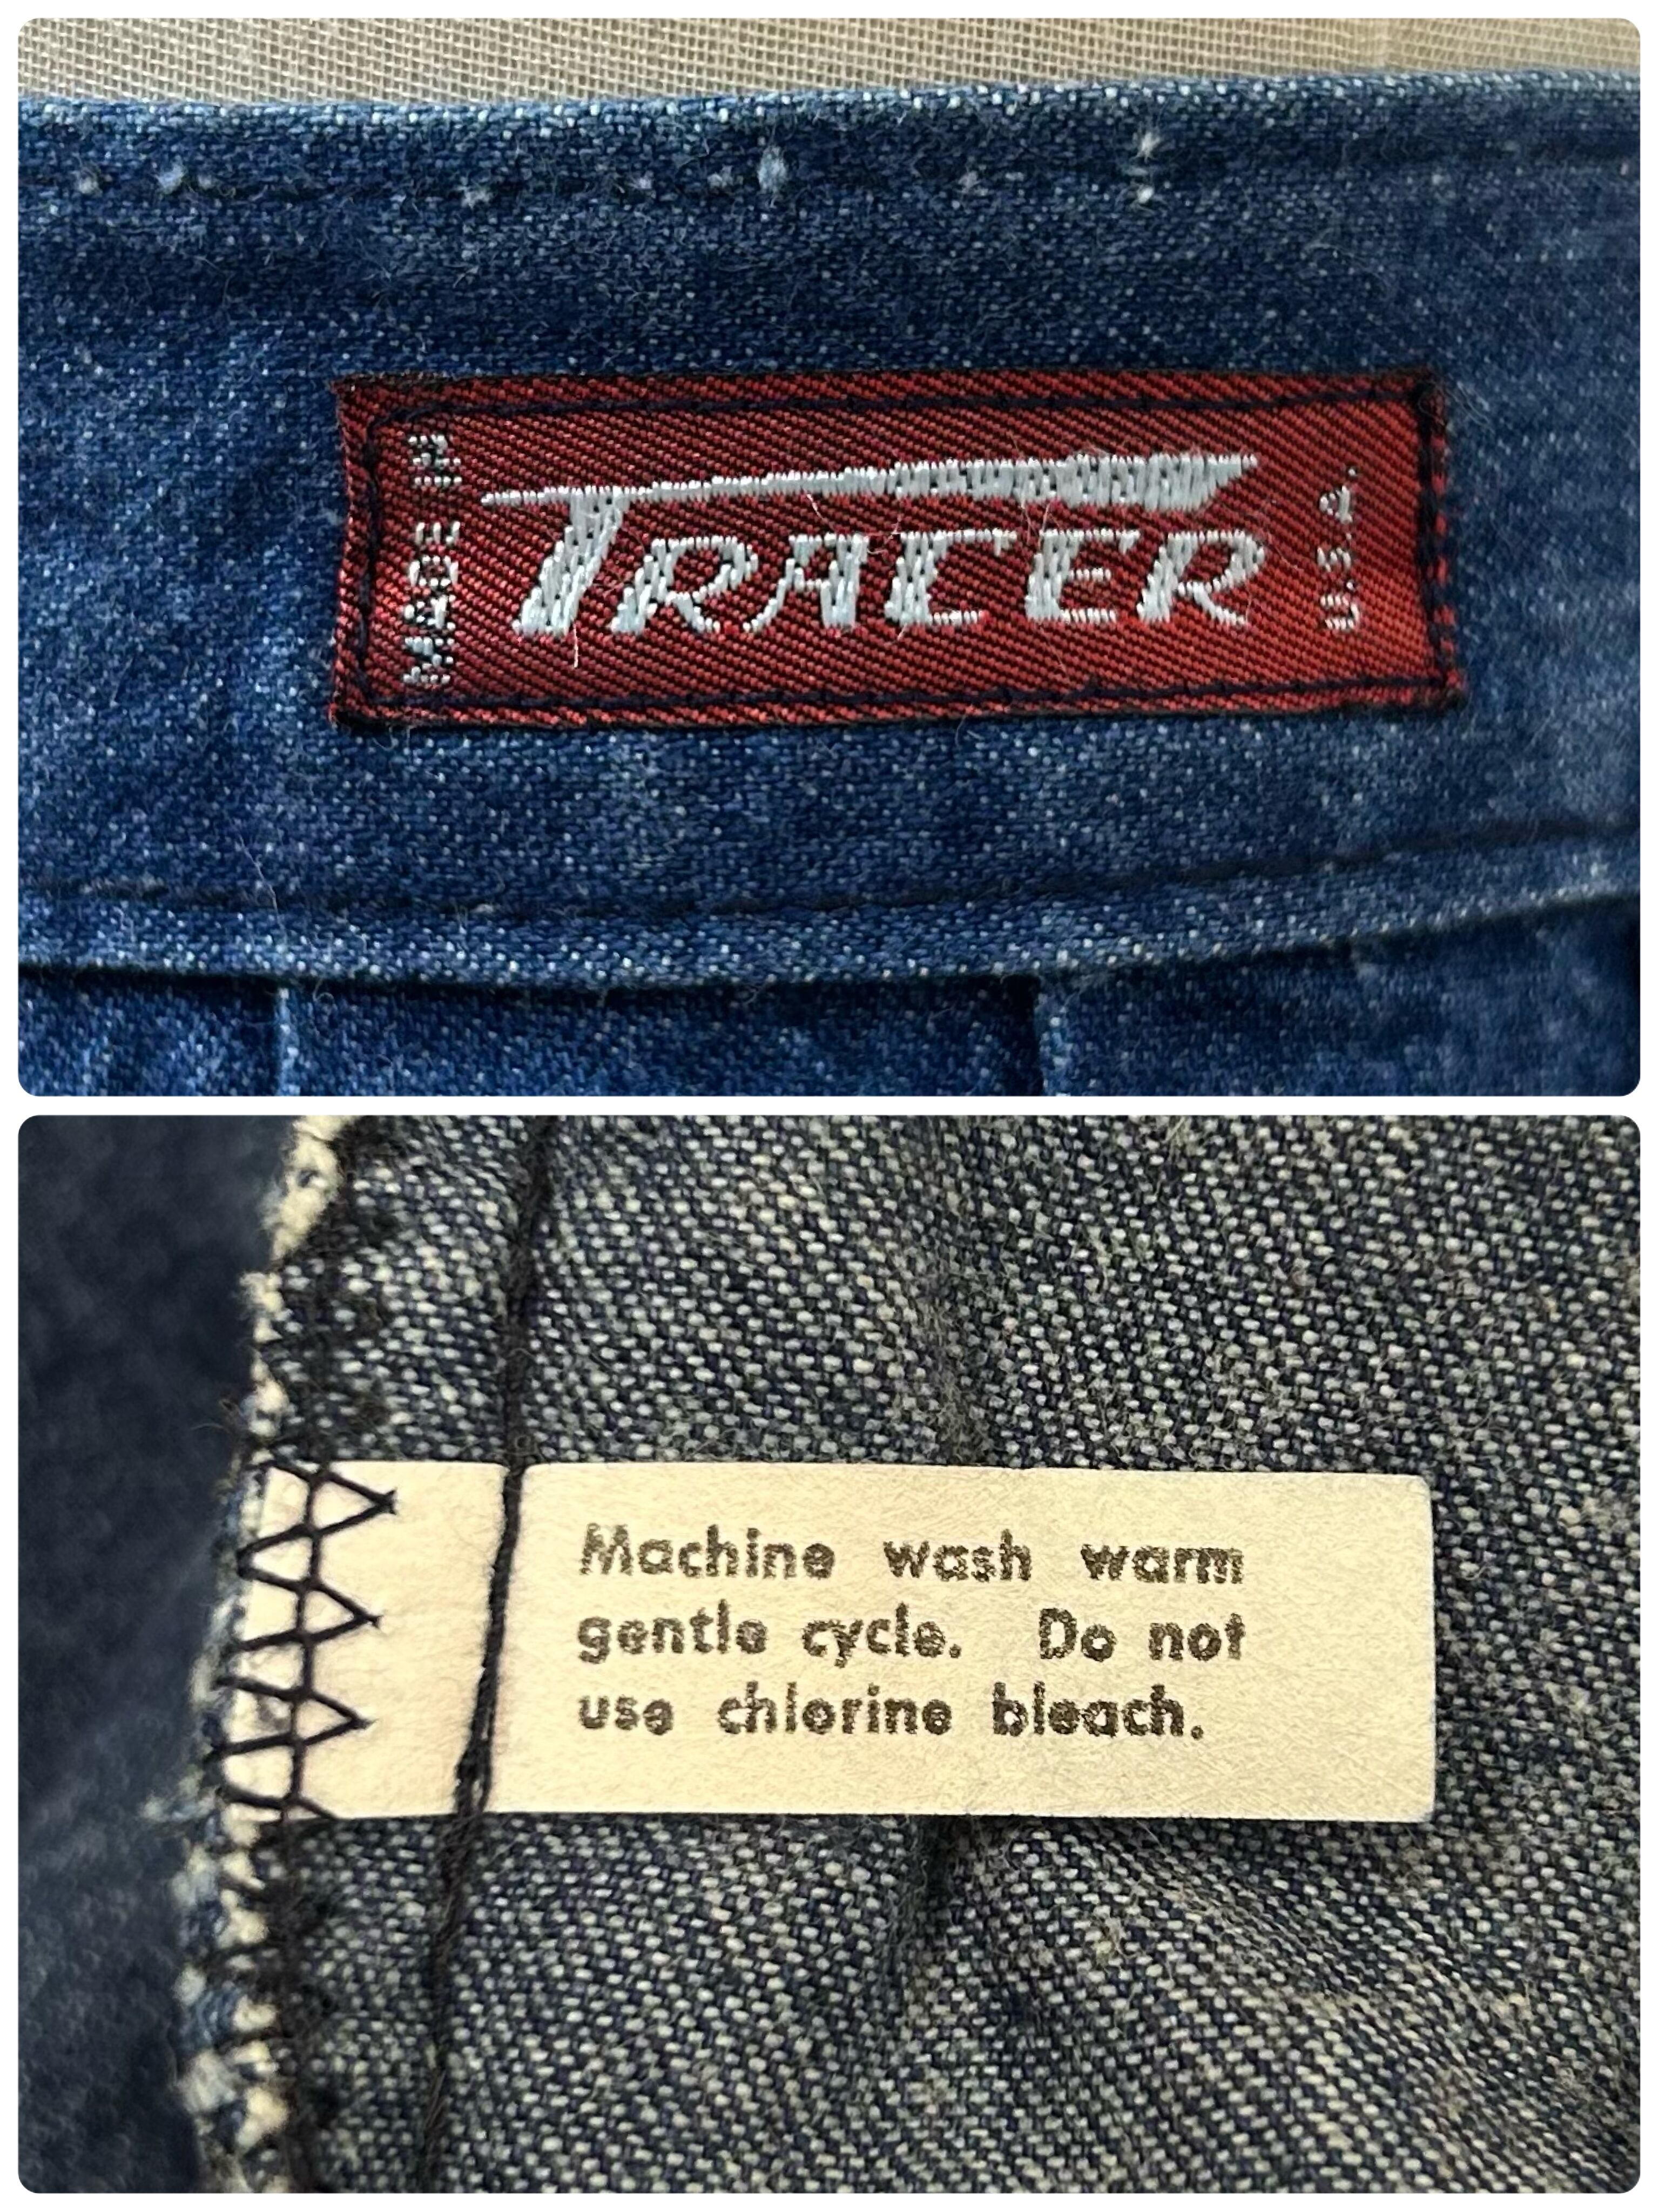 MADE IN
TRACER
U.S.A.
Machine wash warm
gentle cycle. Do not
use chlorine bleach.